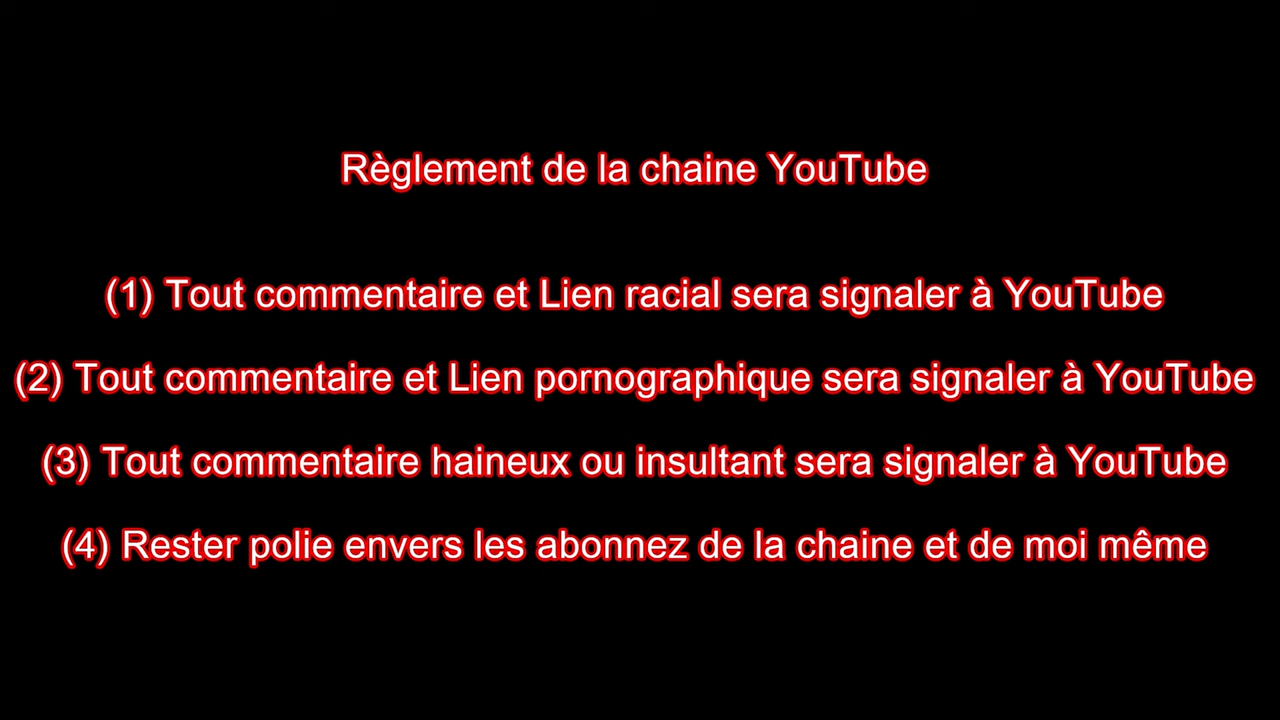 Règlement de la chaine YouTube
(1) Tout commentaire et Lien racial sera signaler à YouTube
(2) Tout commentaire et Lien pornographique sera signaler à YouTube
(3) Tout commentaire haineux ou insultant sera signaler à YouTube
(4) Rester polie envers les abonnez de la chaine et de moi même